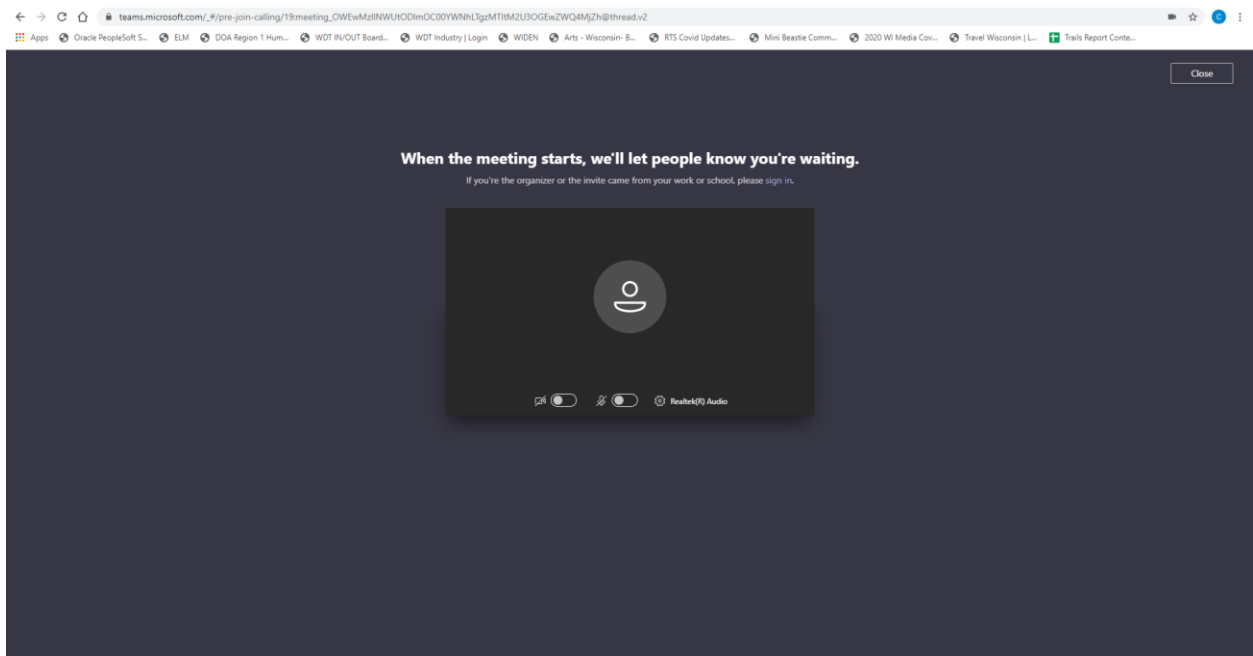 teams.microsoft.com/_#/pre-join-calling/19:meeting_OWEwMzllNWUtODlmOC00YWNhLTgzMTItM2U3OGEwZWQ4MjZh@thread.v2
Apps Oracle PeopleSoft S... ELM DOA Region 1 Hum... WDT IN/OUT Board... WDT Industry | Login WIDEN Arts - Wisconsin- B... RTS Covid Updates... Mini Beastie Comm... 2020 WI Media Cov... Travel Wisconsin | L... Trails Report Conte...
C
Close
When the meeting starts, we'll let people know you're waiting.
If you're the organizer or the invite came from your work or school, please sign in.
Realtek(R) Audio